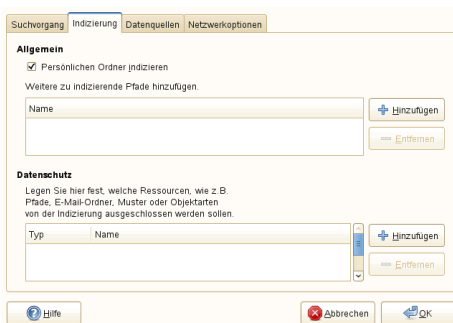 Suchvorgang Indizierung Datenquellen Netzwerkoptionen
Allgemein
Persönlichen Ordner indizieren
Weitere zu indizierende Pfade hinzufügen.
Name
Hinzufügen
Entfernen
Datenschutz
Legen Sie hier fest, welche Ressourcen, wie z.B.
Pfade, E-Mail-Ordner, Muster oder Objektarten
von der Indizierung ausgeschlossen werden sollen.
Typ Name
Hinzufügen
Entfernen
Hilfe Abbrechen OK